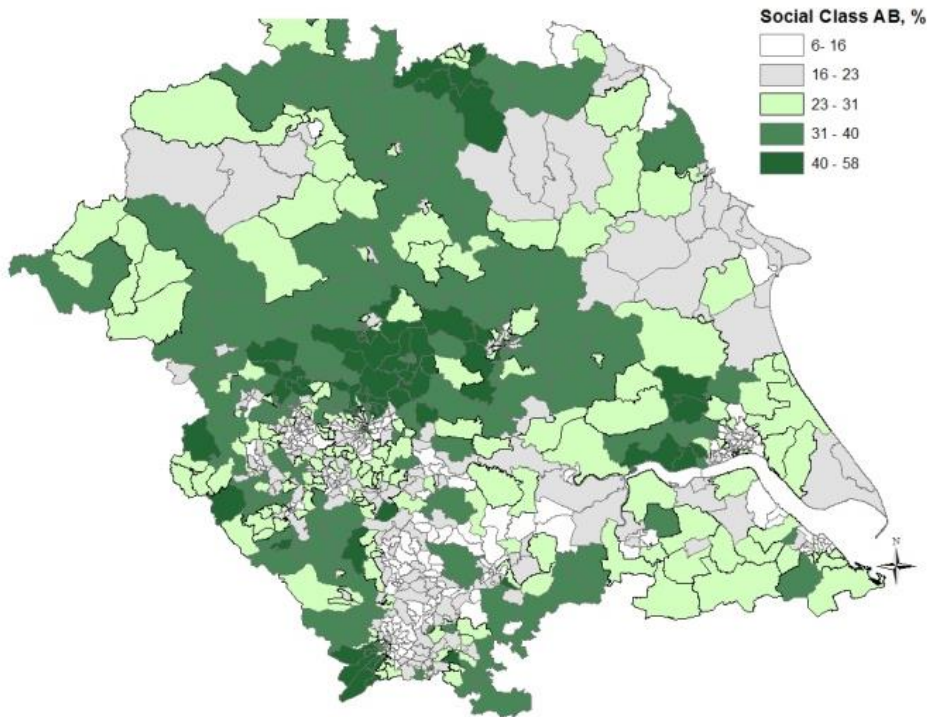 Social Class AB, %
6- 16
16 - 23
23 - 31
31 - 40
40 - 58
N